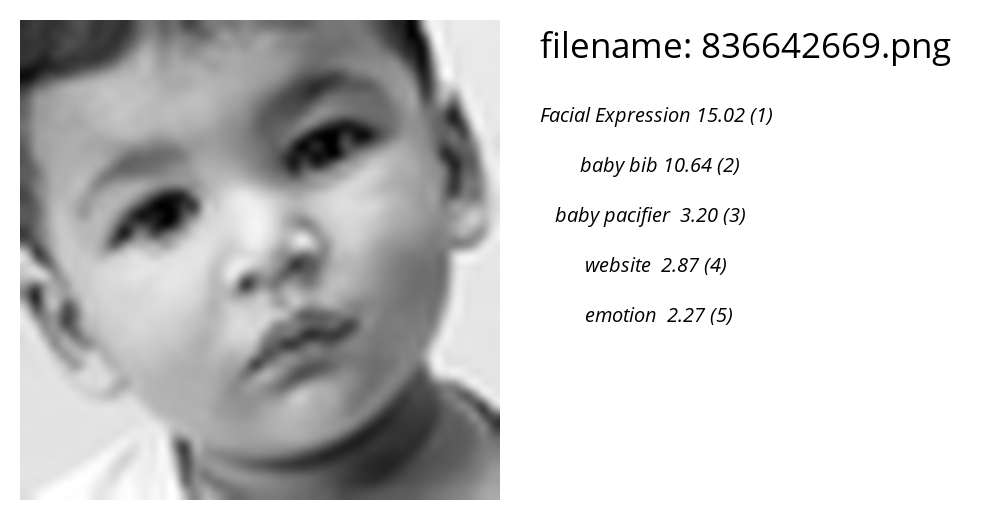 filename: 836642669.png
Facial Expression 15.02 (1)
baby bib 10.64 (2)
baby pacifier 3.20 (3)
website 2.87 (4)
emotion 2.27 (5)